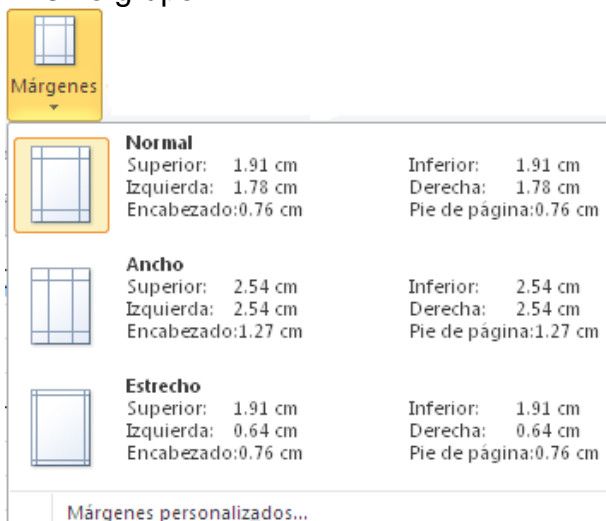 Márgenes
Normal
Superior: 1.91 cm Inferior: 1.91 cm
Izquierda: 1.78 cm Derecha: 1.78 cm
Encabezado:0.76 cm Pie de página:0.76 cm
Ancho
Superior: 2.54 cm Inferior: 2.54 cm
Izquierda: 2.54 cm Derecha: 2.54 cm
Encabezado:1.27 cm Pie de página:1.27 cm
Estrecho
Superior: 1.91 cm Inferior: 1.91 cm
Izquierda: 0.64 cm Derecha: 0.64 cm
Encabezado:0.76 cm Pie de página:0.76 cm
Márgenes personalizados...